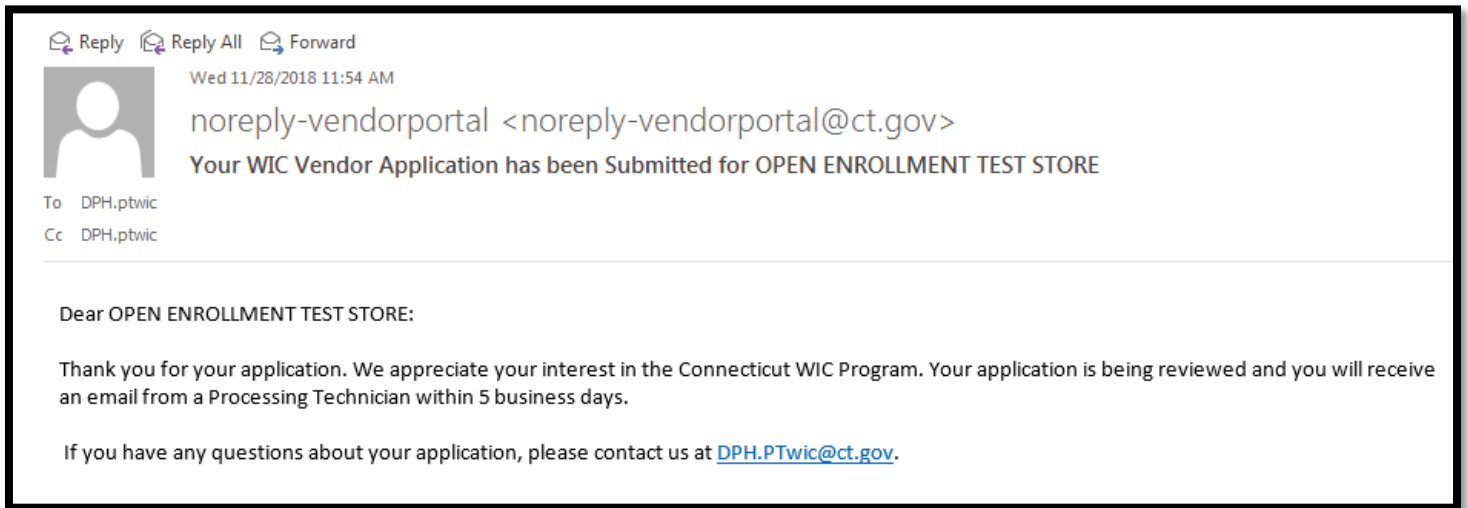 Reply Reply All Forward
Wed 11/28/2018 11:54 AM
noreply-vendorportal <noreply-vendorportal@ct.gov>
Your WIC Vendor Application has been Submitted for OPEN ENROLLMENT TEST STORE
To DPH.ptwic
Cc DPH.ptwic
Dear OPEN ENROLLMENT TEST STORE:
Thank you for your application. We appreciate your interest in the Connecticut WIC Program. Your application is being reviewed and you will receive
an email from a Processing Technician within 5 business days.
If you have any questions about your application, please contact us at DPH.PTwic@ct.gov.